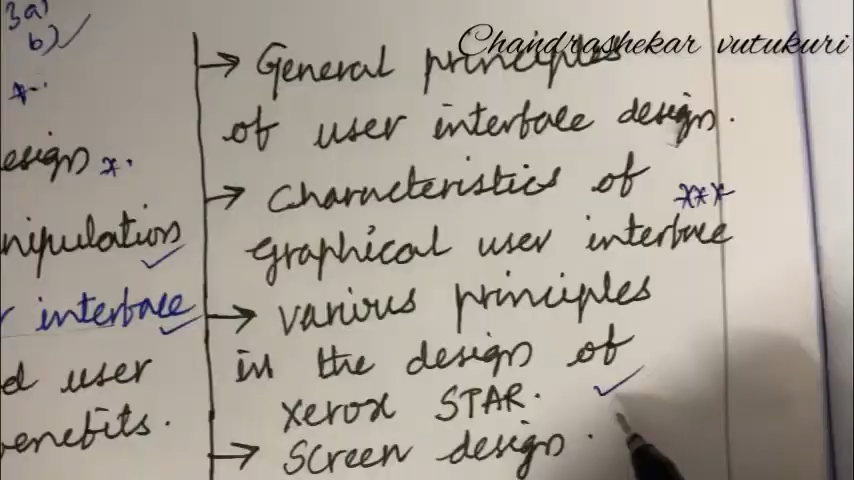 3a)
b)
Chandrashekar vutukuri
esign
nipulation
interface
d user
enefits.
→ General principles
of user interface design.
→ characteristics of
graphical user interface
→ various principles
in the design of
Xerox STAR.
→ Screen design.